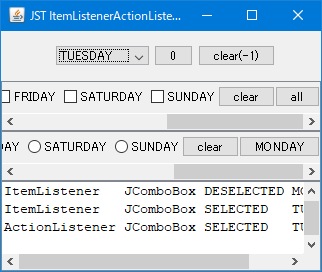 JST ItemListenerActionListe...
TUESDAY 0 clear(-1)
FRIDAY SATURDAY SUNDAY clear all
DAY SATURDAY SUNDAY clear MONDAY
ItemListener JComboBox DESELECTED MO
ItemListener JComboBox SELECTED TU
ActionListener JComboBox SELECTED TU